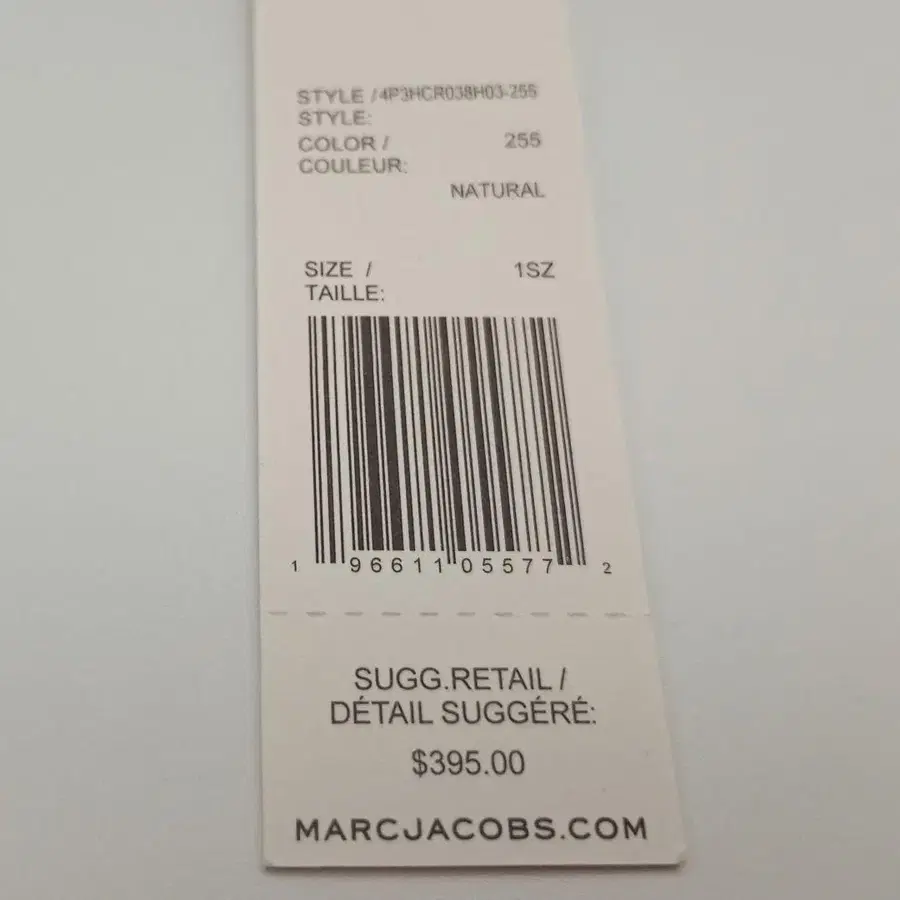 STYLE / 4P3HCR038H03-255
STYLE:
COLOR / 255
COULEUR:
NATURAL
SIZE / 1SZ
TAILLE:
1 96611 05577 2
SUGG.RETAIL /
DÉTAIL SUGGÉRÉ:
$395.00
MARCJACOBS.COM